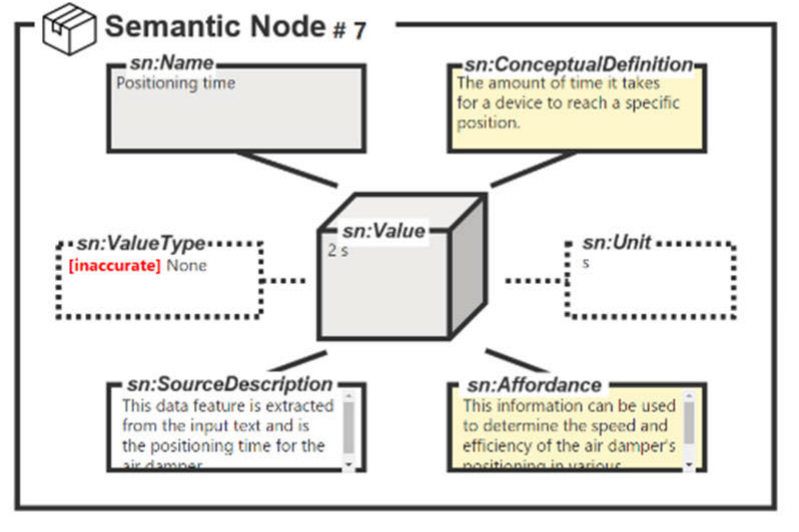 Semantic Node # 7
sn:Name
Positioning time
sn:ConceptualDefinition
The amount of time it takes
for a device to reach a specific
position.
sn:ValueType
[inaccurate] None
sn:Value
2 s
sn:Unit
s
sn:SourceDescription
This data feature is extracted
from the input text and is
the positioning time for the
air damper
sn:Affordance
This information can be used
to determine the speed and
efficiency of the air damper's
positioning in various